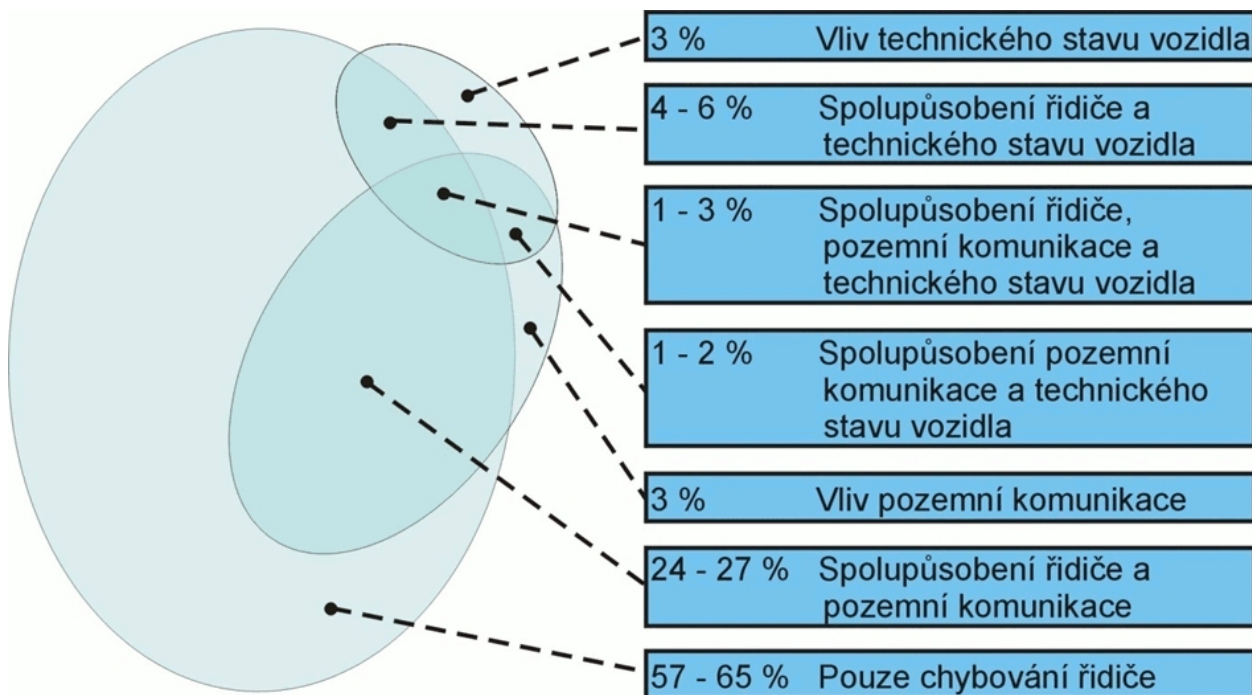 3 % Vliv technického stavu vozidla
4 - 6 % Spolupůsobení řidiče a
technického stavu vozidla
1 - 3 % Spolupůsobení řidiče,
pozemní komunikace a
technického stavu vozidla
1 - 2 % Spolupůsobení pozemní
komunikace a technického
stavu vozidla
3 % Vliv pozemní komunikace
24 - 27 % Spolupůsobení řidiče a
pozemní komunikace
57 - 65 % Pouze chybování řidiče